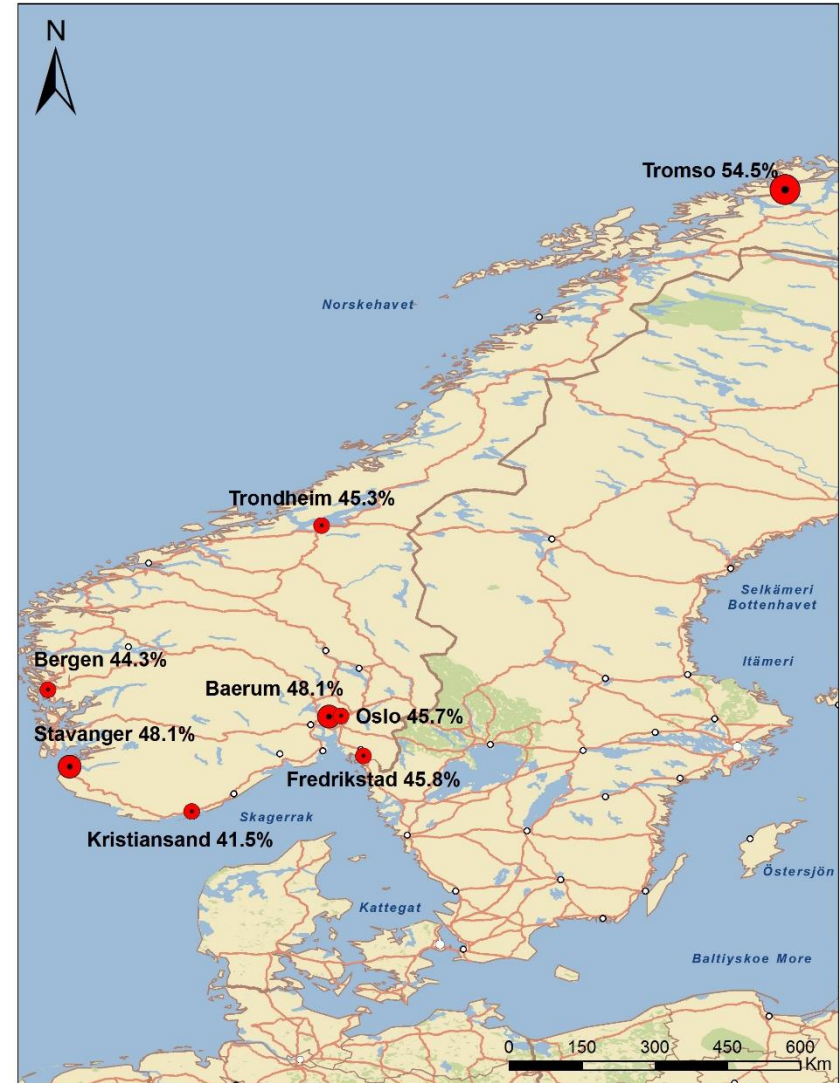 N
Tromso 54.5%
Norskehavet
Trondheim 45.3%
Selkämeri
Bottenhavet
Bergen 44.3%
Itämeri
Baerum 48.1%
Oslo 45.7%
Stavanger 48.1%
Fredrikstad 45.8%
Skagerrak
Kristiansand 41.5%
Östersjön
Kattegat
Baltiyskoe More
0 150 300 450 600
Km